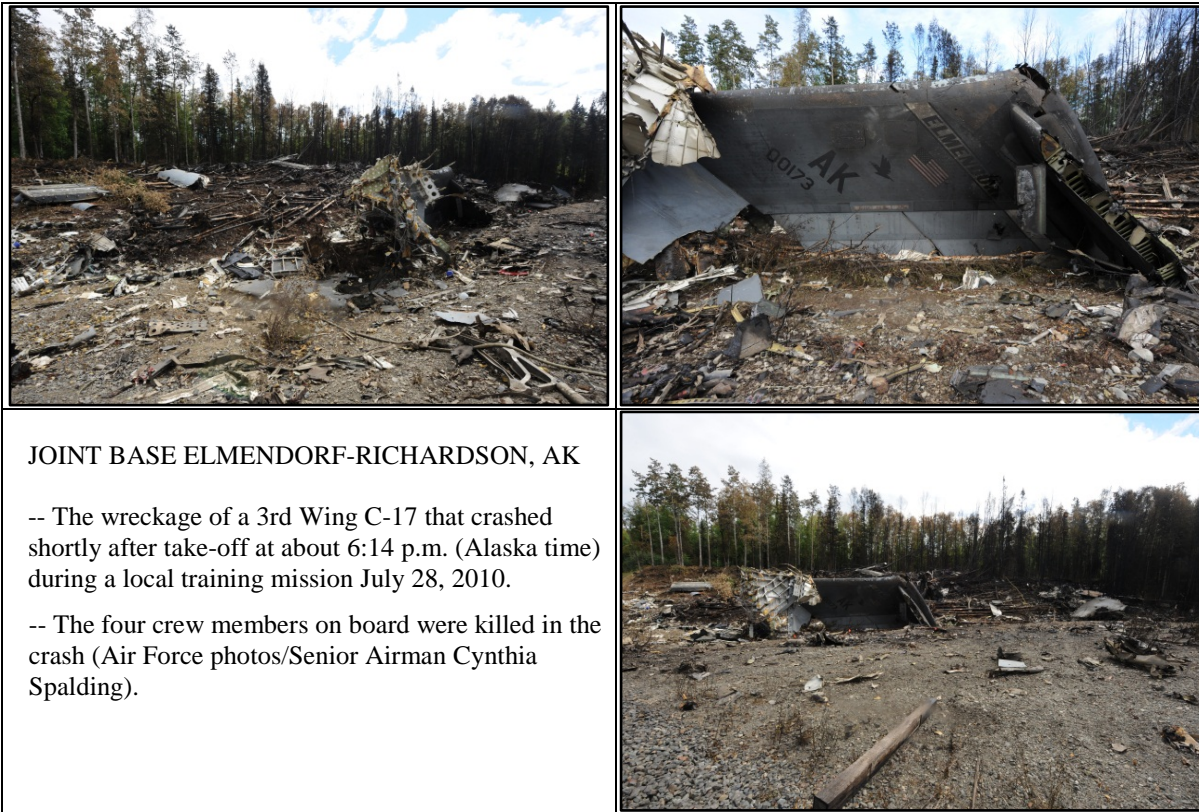 00173
AK
ELMENDORF
JOINT BASE ELMENDORF-RICHARDSON, AK
-- The wreckage of a 3rd Wing C-17 that crashed
shortly after take-off at about 6:14 p.m. (Alaska time)
during a local training mission July 28, 2010.
-- The four crew members on board were killed in the
crash (Air Force photos/Senior Airman Cynthia
Spalding).